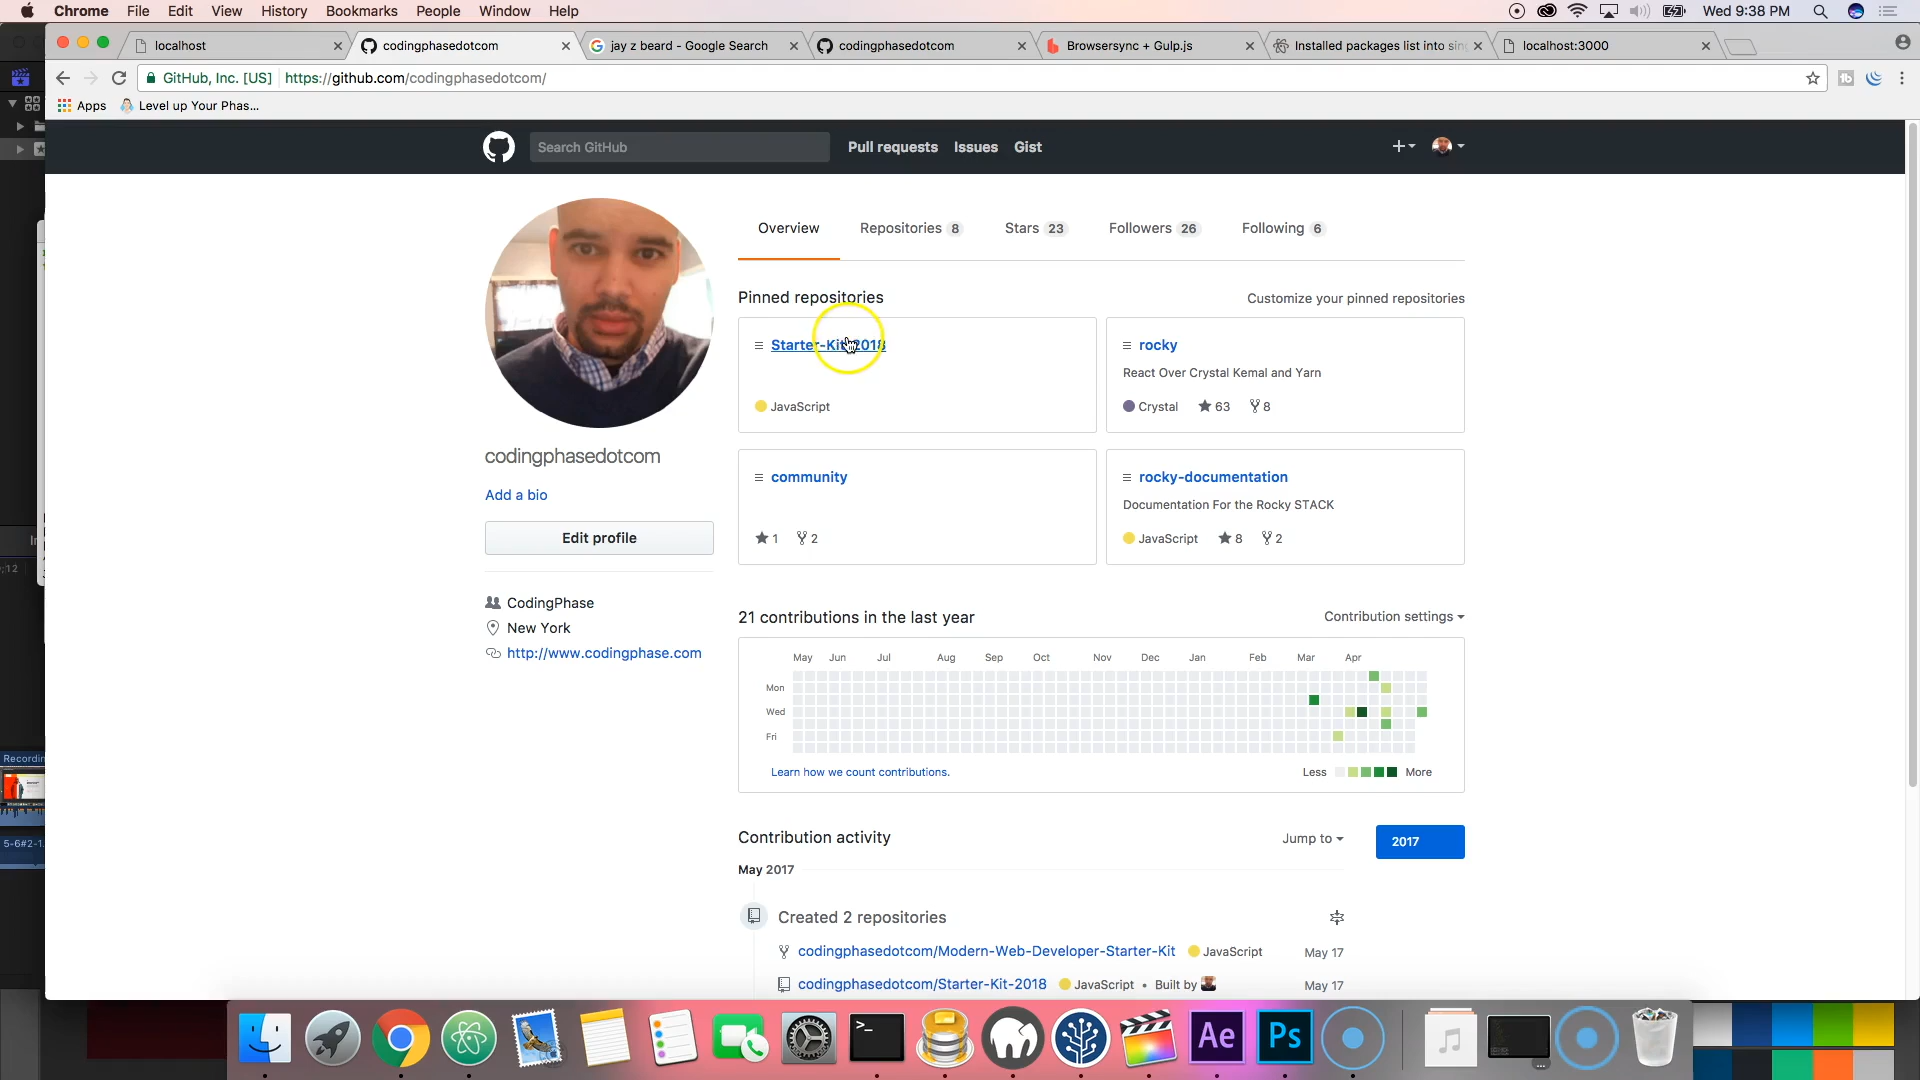 Chrome File Edit View History Bookmarks People Window Help Wed 9:38 PM
localhost codingphasedotcom jay z beard - Google Search codingphasedotcom Browsersync + Gulp.js Installed packages list into sin localhost:3000
GitHub, Inc. [US] https://github.com/codingphasedotcom/
Apps Level up Your Phas...
Search GitHub Pull requests Issues Gist
Overview Repositories 8 Stars 23 Followers 26 Following 6
Pinned repositories Customize your pinned repositories
Starter-Kit-2018
JavaScript
rocky
React Over Crystal Kemal and Yarn
Crystal 63 8
community
1 2
rocky-documentation
Documentation For the Rocky STACK
JavaScript 8 2
codingphasedotcom
Add a bio
Edit profile
CodingPhase
New York
http://www.codingphase.com
21 contributions in the last year Contribution settings
May Jun Jul Aug Sep Oct Nov Dec Jan Feb Mar Apr
Mon
Wed
Fri
Learn how we count contributions. Less More
Contribution activity Jump to 2017
May 2017
Created 2 repositories
codingphasedotcom/Modern-Web-Developer-Starter-Kit JavaScript May 17
codingphasedotcom/Starter-Kit-2018 JavaScript • Built by May 17
Recordin
5-6#2-1
Ae Ps